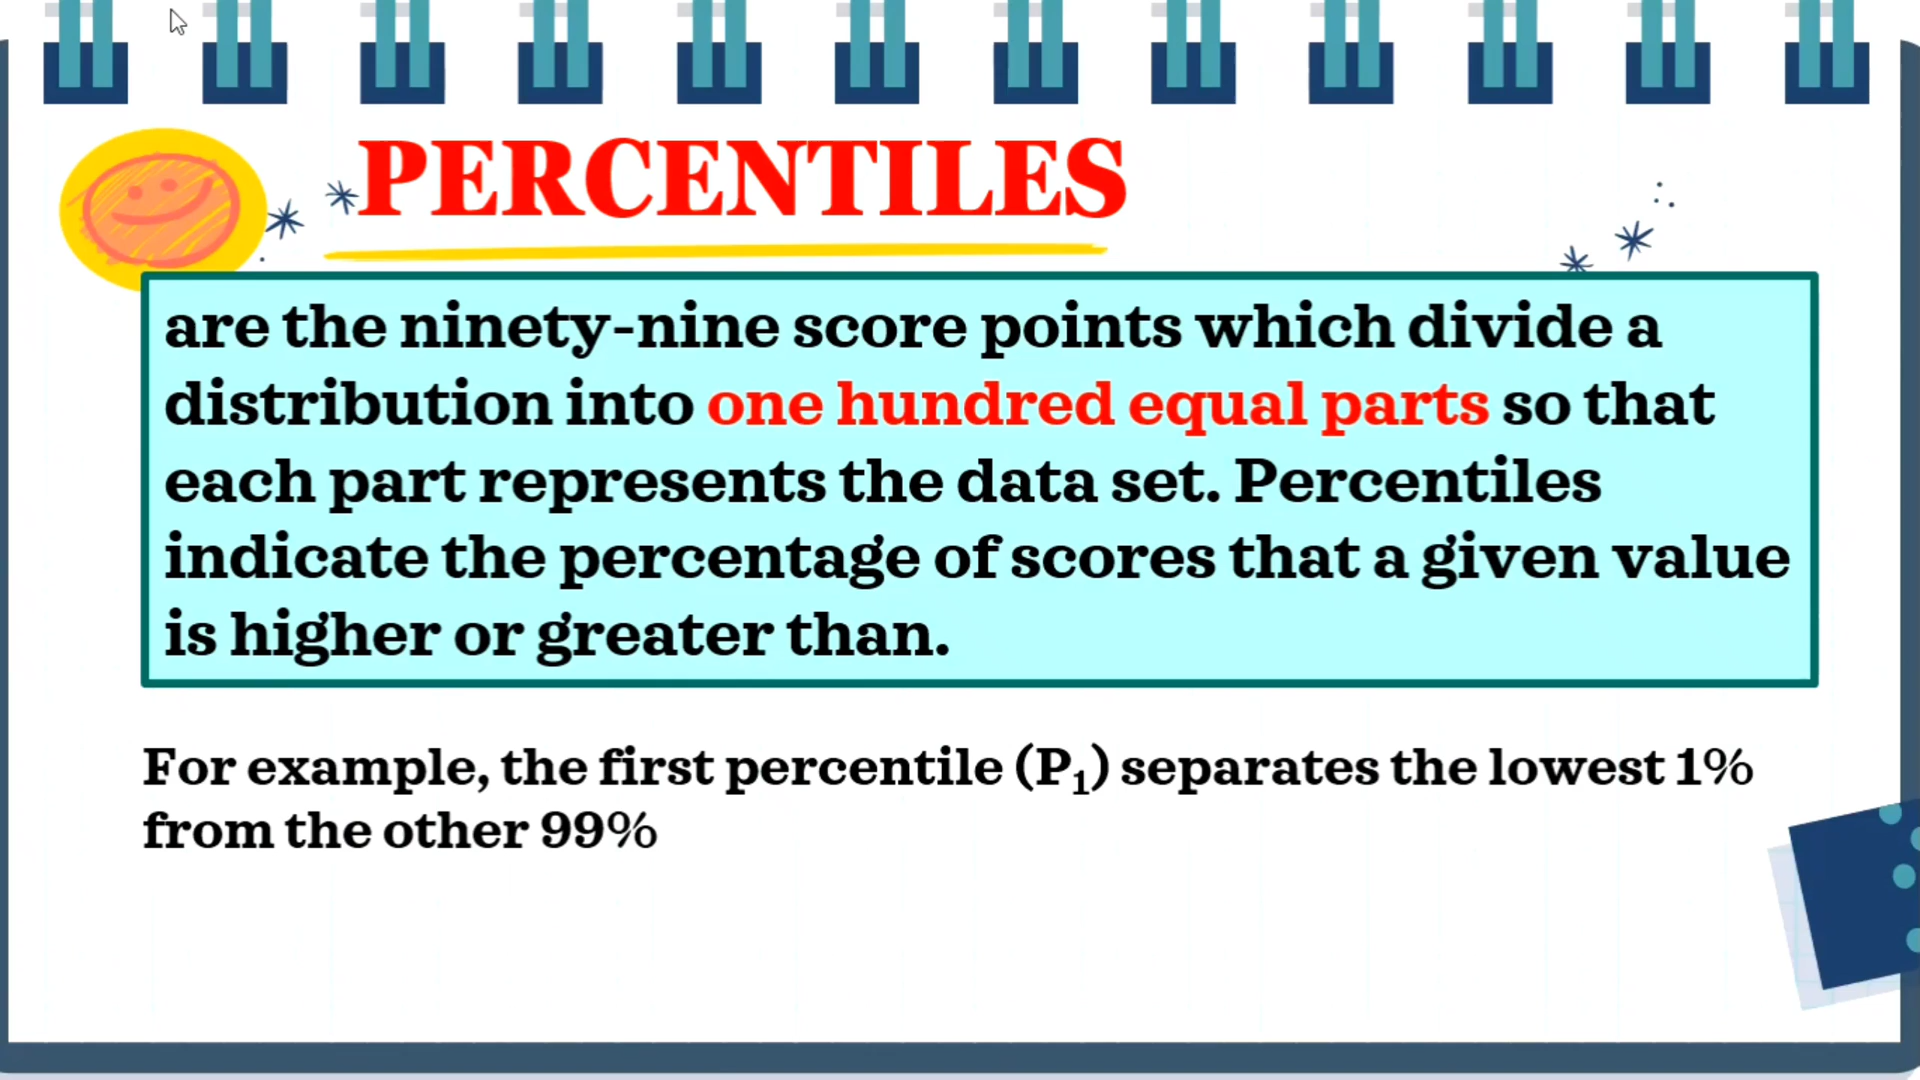 PERCENTILES
are the ninety-nine score points which divide a
distribution into one hundred equal parts so that
each part represents the data set. Percentiles
indicate the percentage of scores that a given value
is higher or greater than.
For example, the first percentile (P₁) separates the lowest 1%
from the other 99%